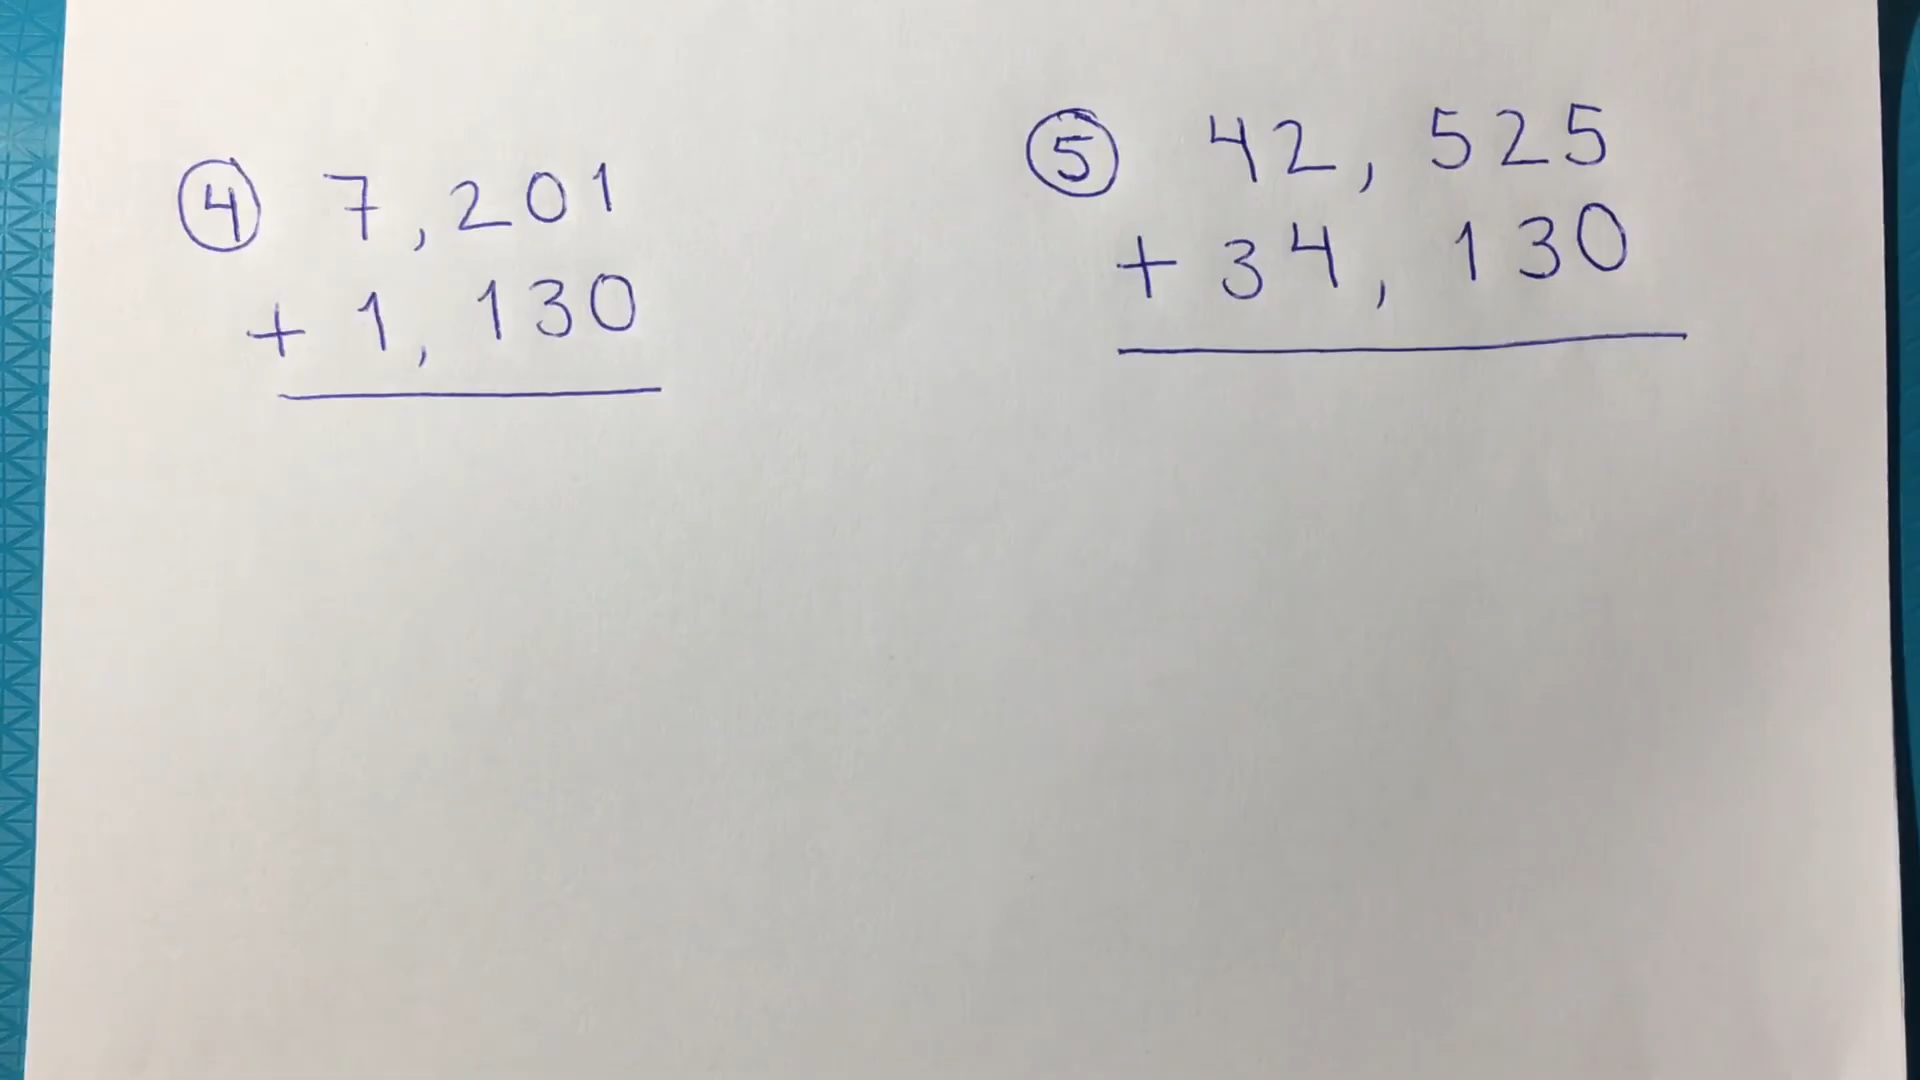 ④ 7,201
+ 1,130
⑤ 42,525
+ 34,130